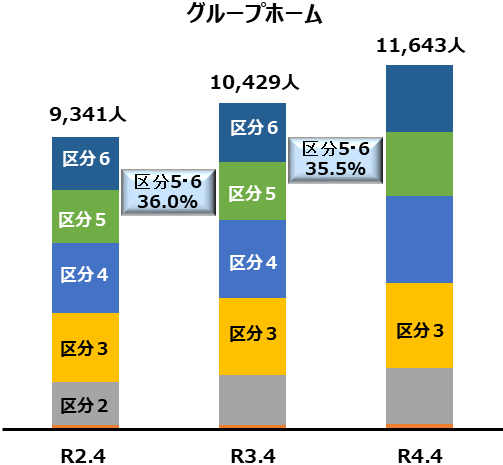 グループホーム
11,643人
10,429人
9,341人
区分６
区分５
区分４
区分３
区分２
区分5・6
36.0%
区分６
区分５
区分４
区分３
区分5・6
35.5%
区分３
R2.4
R3.4
R4.4